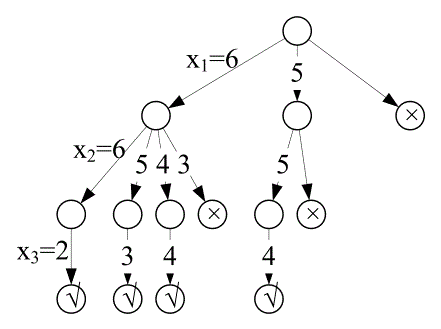 x₁=6
5
×
x₂=6 5 4 3 5
× ×
x₃=2 3 4 4
√ √ √ √